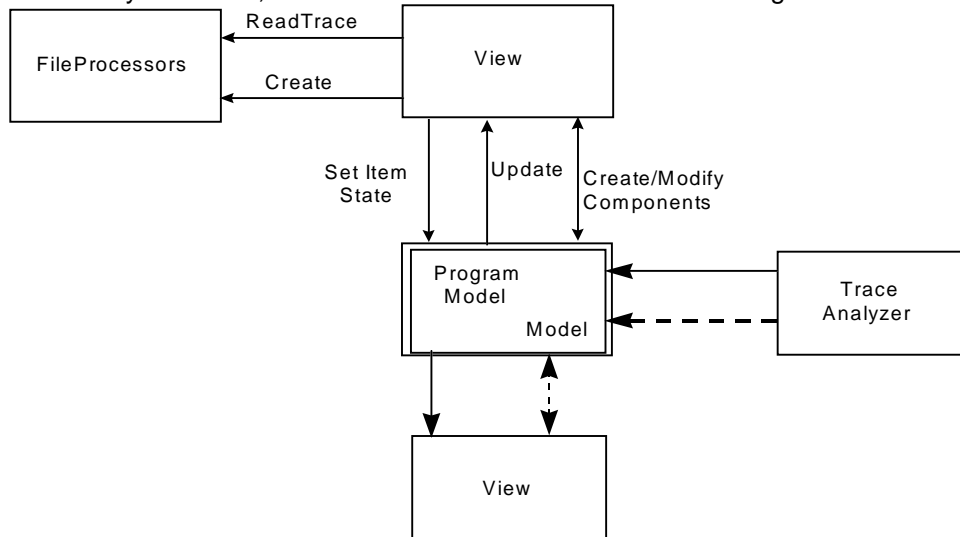 ReadTrace
FileProcessors
View
Create
Set Item
State
Update
Create/Modify
Components
Program
Model
Model
Trace
Analyzer
View